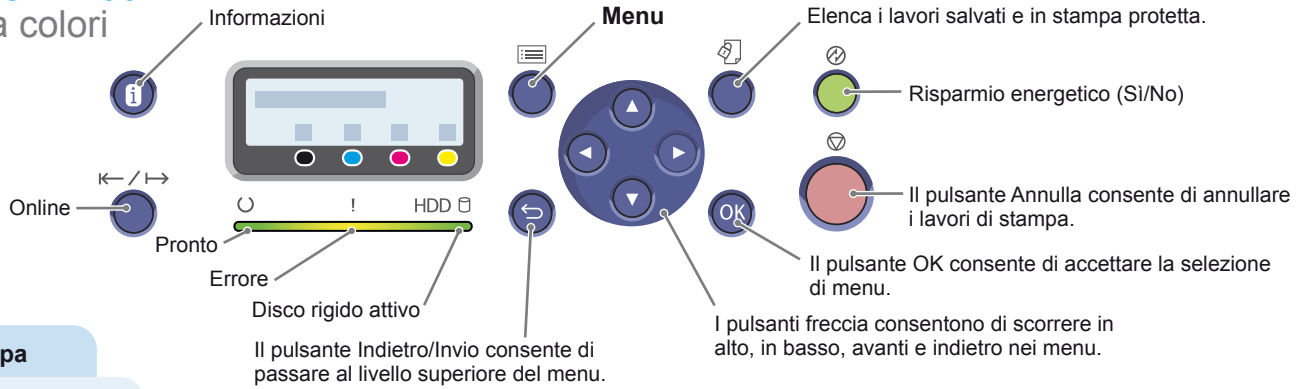 a colori
Informazioni
Menu
Elenca i lavori salvati e in stampa protetta.
i
Risparmio energetico (Sì/No)
Online
! HDD
OK
Il pulsante Annulla consente di annullare
i lavori di stampa.
Pronto
Errore
Disco rigido attivo
Il pulsante OK consente di accettare la selezione
di menu.
I pulsanti freccia consentono di scorrere in
alto, in basso, avanti e indietro nei menu.
Il pulsante Indietro/Invio consente di
passare al livello superiore del menu.
pa